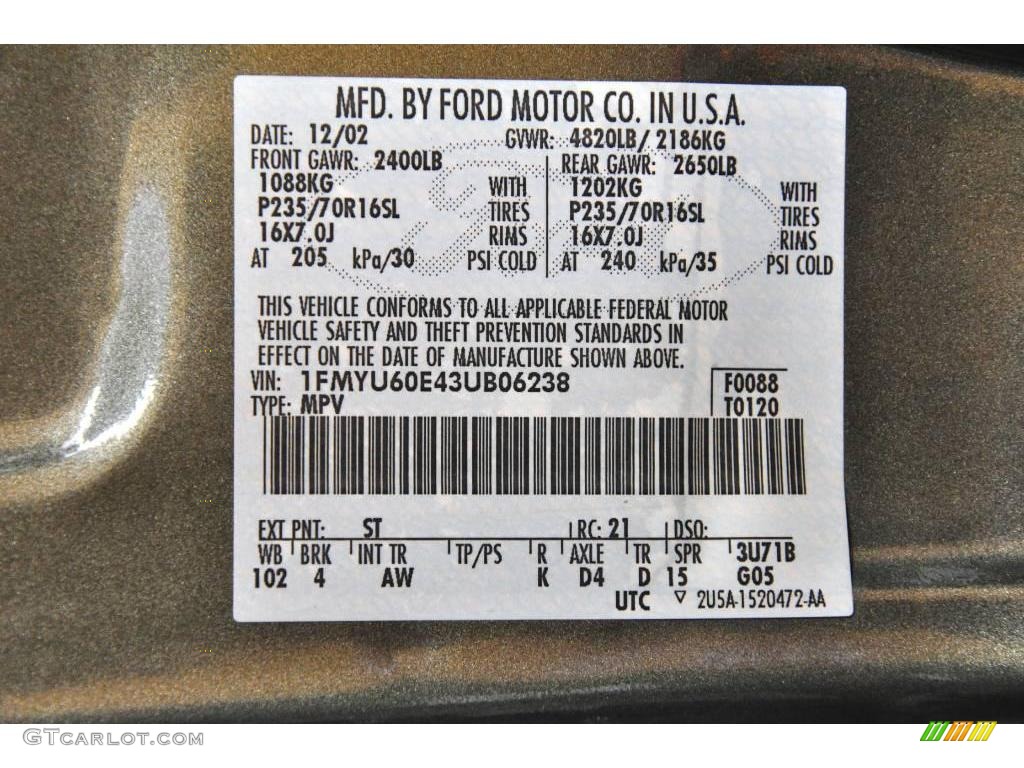 MFD. BY FORD MOTOR CO. IN U.S.A.
DATE: 12/02 GVWR: 4820LB/ 2186KG
FRONT GAWR: 2400LB REAR GAWR: 2650LB
1088KG WITH 1202KG WITH
P235/70R16SL TIRES P235/70R16SL TIRES
16X7.0J RIMS 16X7.0J RIMS
AT 205 kPa/30 PSI COLD AT 240 kPa/35 PSI COLD
THIS VEHICLE CONFORMS TO ALL APPLICABLE FEDERAL MOTOR
VEHICLE SAFETY AND THEFT PREVENTION STANDARDS IN
EFFECT ON THE DATE OF MANUFACTURE SHOWN ABOVE.
VIN: 1FMYU60E43UB06238 F0088
TYPE: MPV T0120
EXT PNT: ST RC: 21 DSO:
WB BRK INT TR TP/PS R AXLE TR SPR 3U71B
102 4 AW K D4 D 15 G05
UTC ▽ 2U5A-1520472-AA
GTcarlot.com